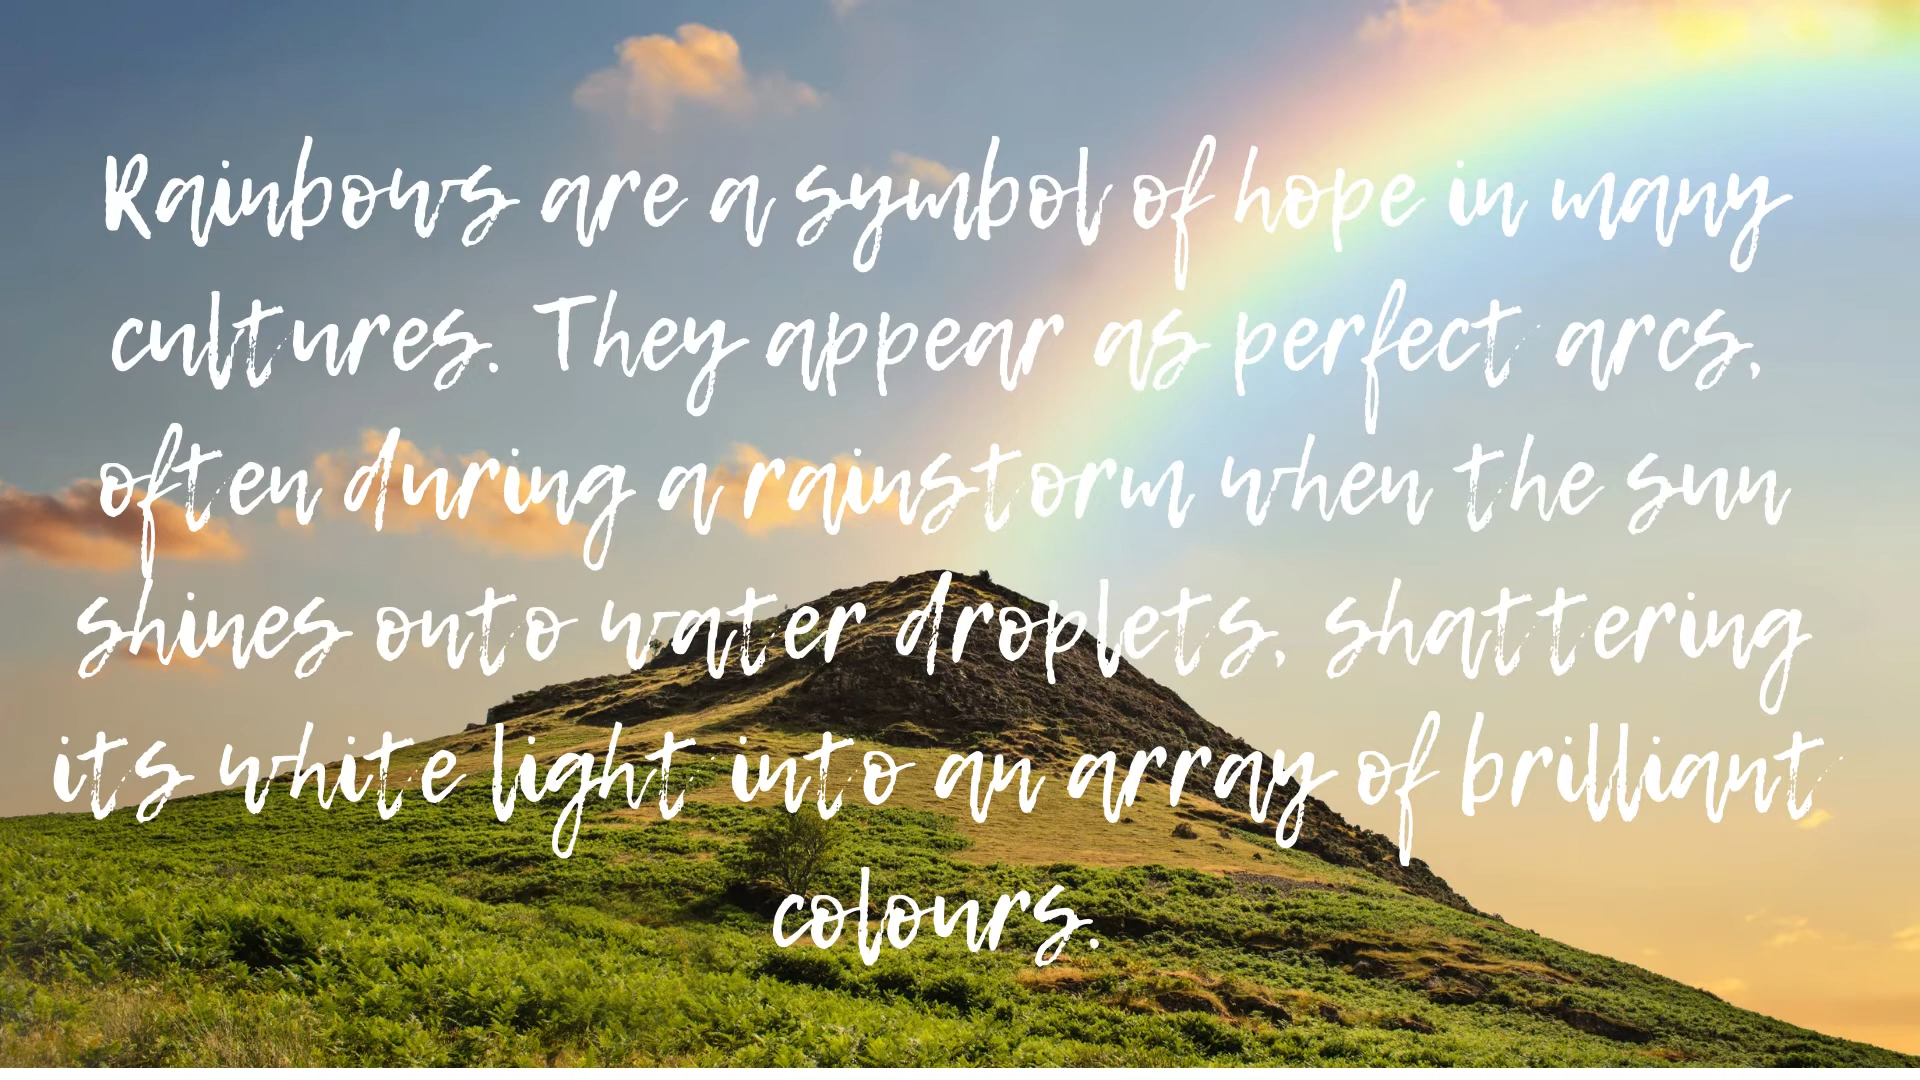 Rainbows are a symbol of hope in many
cultures. They appear as perfect arcs,
often during a rainstorm when the sun
shines onto water droplets, shattering
its white light into an array of brilliant
colours.